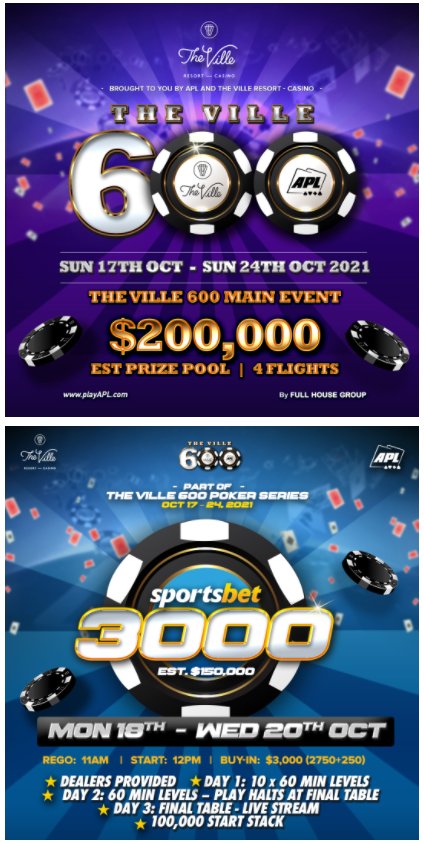 The Ville
RESORT — CASINO
- BROUGHT TO YOU BY APL AND THE VILLE RESORT - CASINO -
THE VILLE
600
The Ville
APL
SUN 17TH OCT - SUN 24TH OCT 2021
THE VILLE 600 MAIN EVENT
$200,000
EST PRIZE POOL | 4 FLIGHTS
www.playAPL.com
By FULL HOUSE GROUP
The Ville
RESORT — CASINO
THE VILLE
600
APL
- PART OF -
THE VILLE 600 POKER SERIES
OCT 17 - 24, 2021
sportsbet
3000
EST. $150,000
MON 18TH - WED 20TH OCT
REGO: 11AM | START: 12PM | BUY-IN: $3,000 (2750+250)
★ DEALERS PROVIDED ★ DAY 1: 10 x 60 MIN LEVELS
★ DAY 2: 60 MIN LEVELS – PLAY HALTS AT FINAL TABLE
★ DAY 3: FINAL TABLE - LIVE STREAM
★ 100,000 START STACK